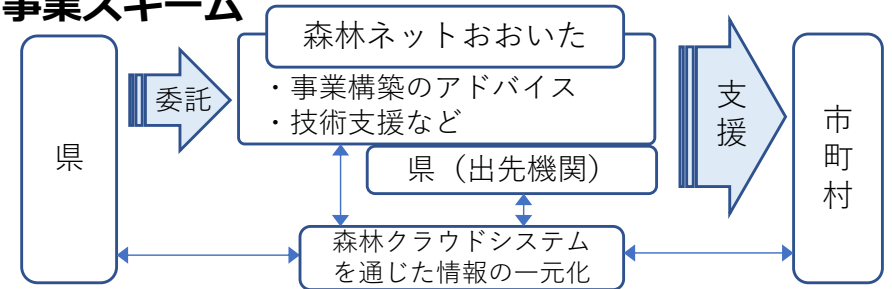 事業スキーム
県
委託
森林ネットおおいた
・事業構築のアドバイス
・技術支援など
県（出先機関）
森林クラウドシステム
を通じた情報の一元化
支援
市町村